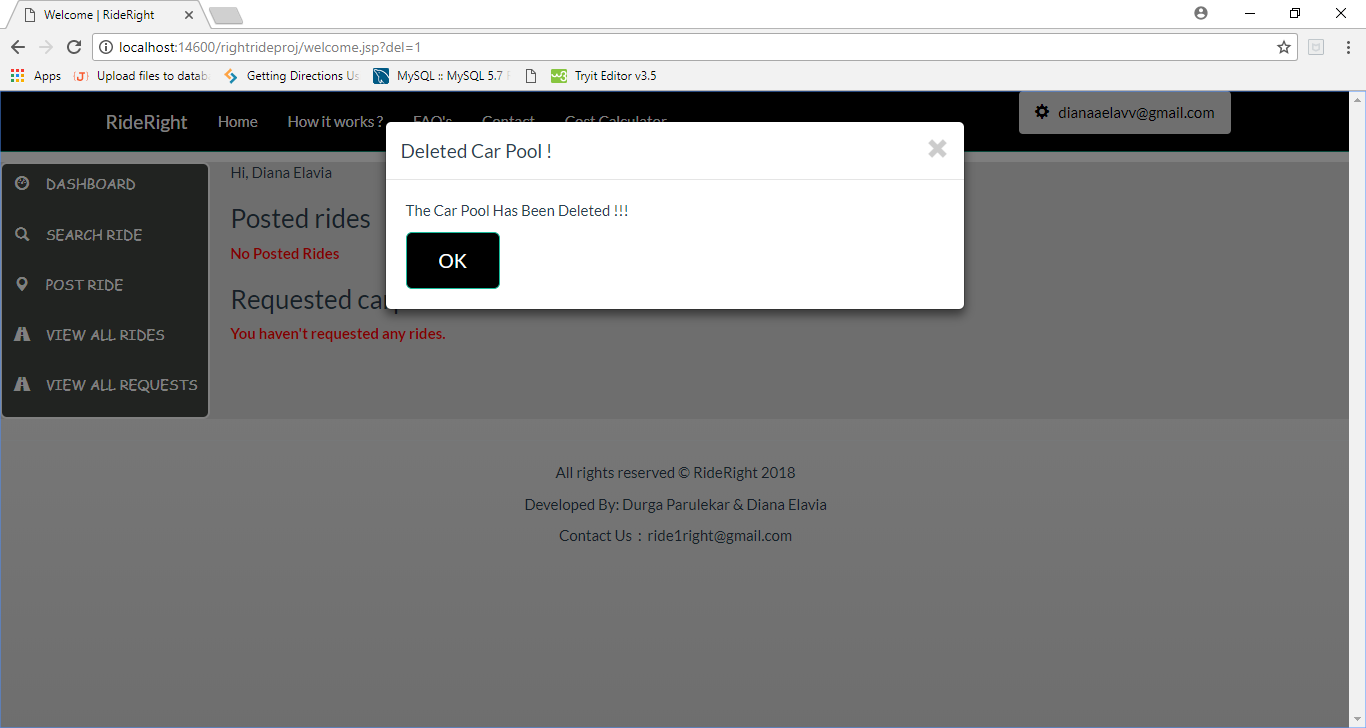 Welcome | RideRight
localhost:14600/rightrideproj/welcome.jsp?del=1
Apps Upload files to datab Getting Directions Us MySQL :: MySQL 5.7 Tryit Editor v3.5
RideRight Home How it works ? FAQ's Contact Cost Calculator dianaaelavv@gmail.com
Deleted Car Pool !
The Car Pool Has Been Deleted !!!
OK
DASHBOARD
SEARCH RIDE
POST RIDE
VIEW ALL RIDES
VIEW ALL REQUESTS
Hi, Diana Elavia
Posted rides
No Posted Rides
Requested
You haven't requested any rides.
All rights reserved © RideRight 2018
Developed By: Durga Parulekar & Diana Elavia
Contact Us : ride1right@gmail.com